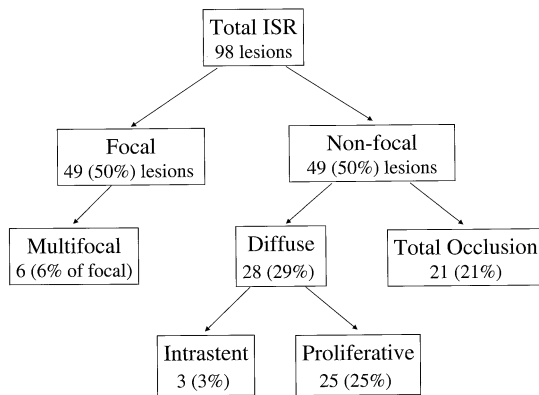 Total ISR
98 lesions
Focal
49 (50%) lesions
Non-focal
49 (50%) lesions
Multifocal
6 (6% of focal)
Diffuse
28 (29%)
Total Occlusion
21 (21%)
Intrastent
3 (3%)
Proliferative
25 (25%)